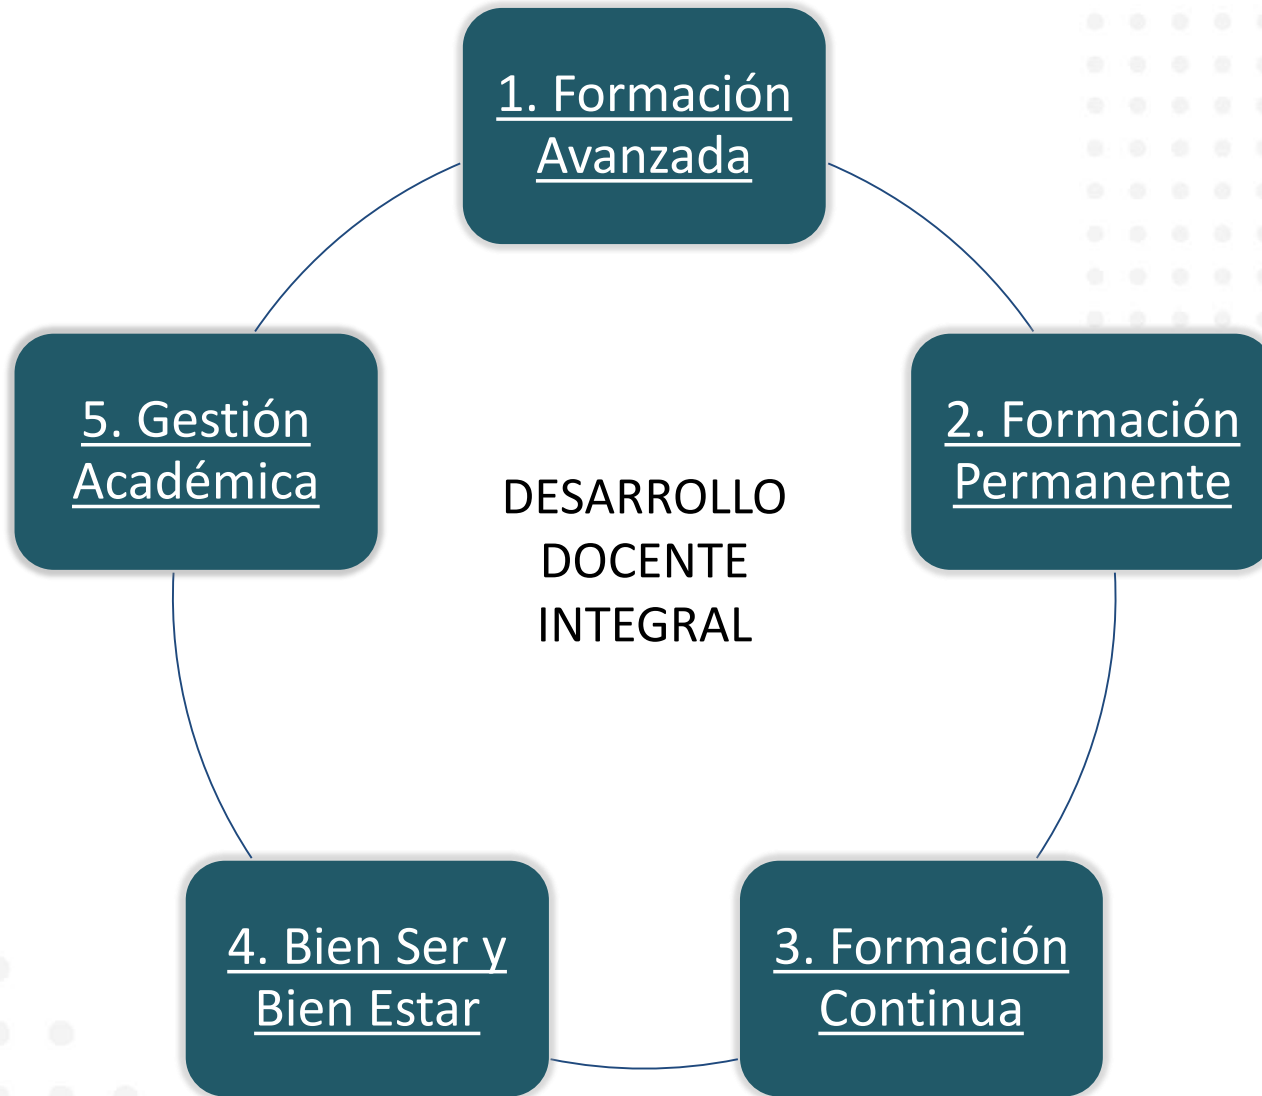 1. Formación
Avanzada
2. Formación
Permanente
3. Formación
Continua
4. Bien Ser y
Bien Estar
5. Gestión
Académica
DESARROLLO
DOCENTE
INTEGRAL